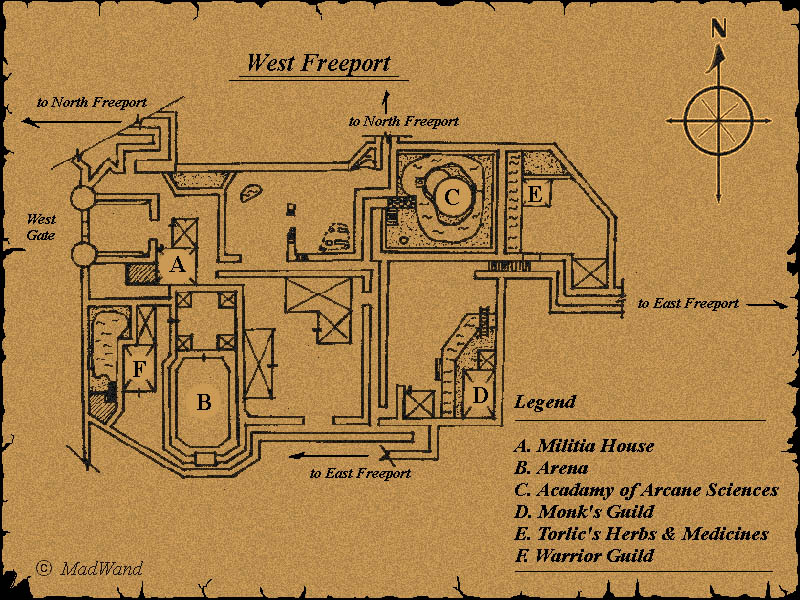 N
West Freeport
to North Freeport
to North Freeport
C
E
West
Gate
A
to East Freeport
F
B
D
Legend
A. Militia House
B. Arena
C. Acadamy of Arcane Sciences
D. Monk's Guild
E. Torlic's Herbs & Medicines
F. Warrior Guild
to East Freeport
© MadWand